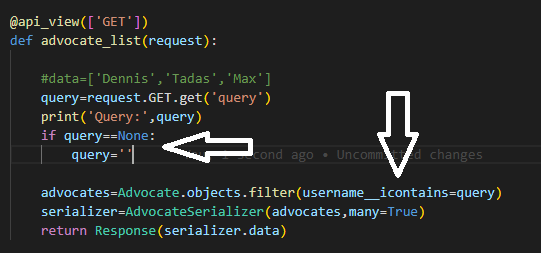 @api_view(['GET'])
def advocate_list(request):
#data=['Dennis','Tadas','Max']
query=request.GET.get('query')
print('Query:',query)
if query==None:
query='' second ago • Uncommitted changes
advocates=Advocate.objects.filter(username__icontains=query)
serializer=AdvocateSerializer(advocates,many=True)
return Response(serializer.data)